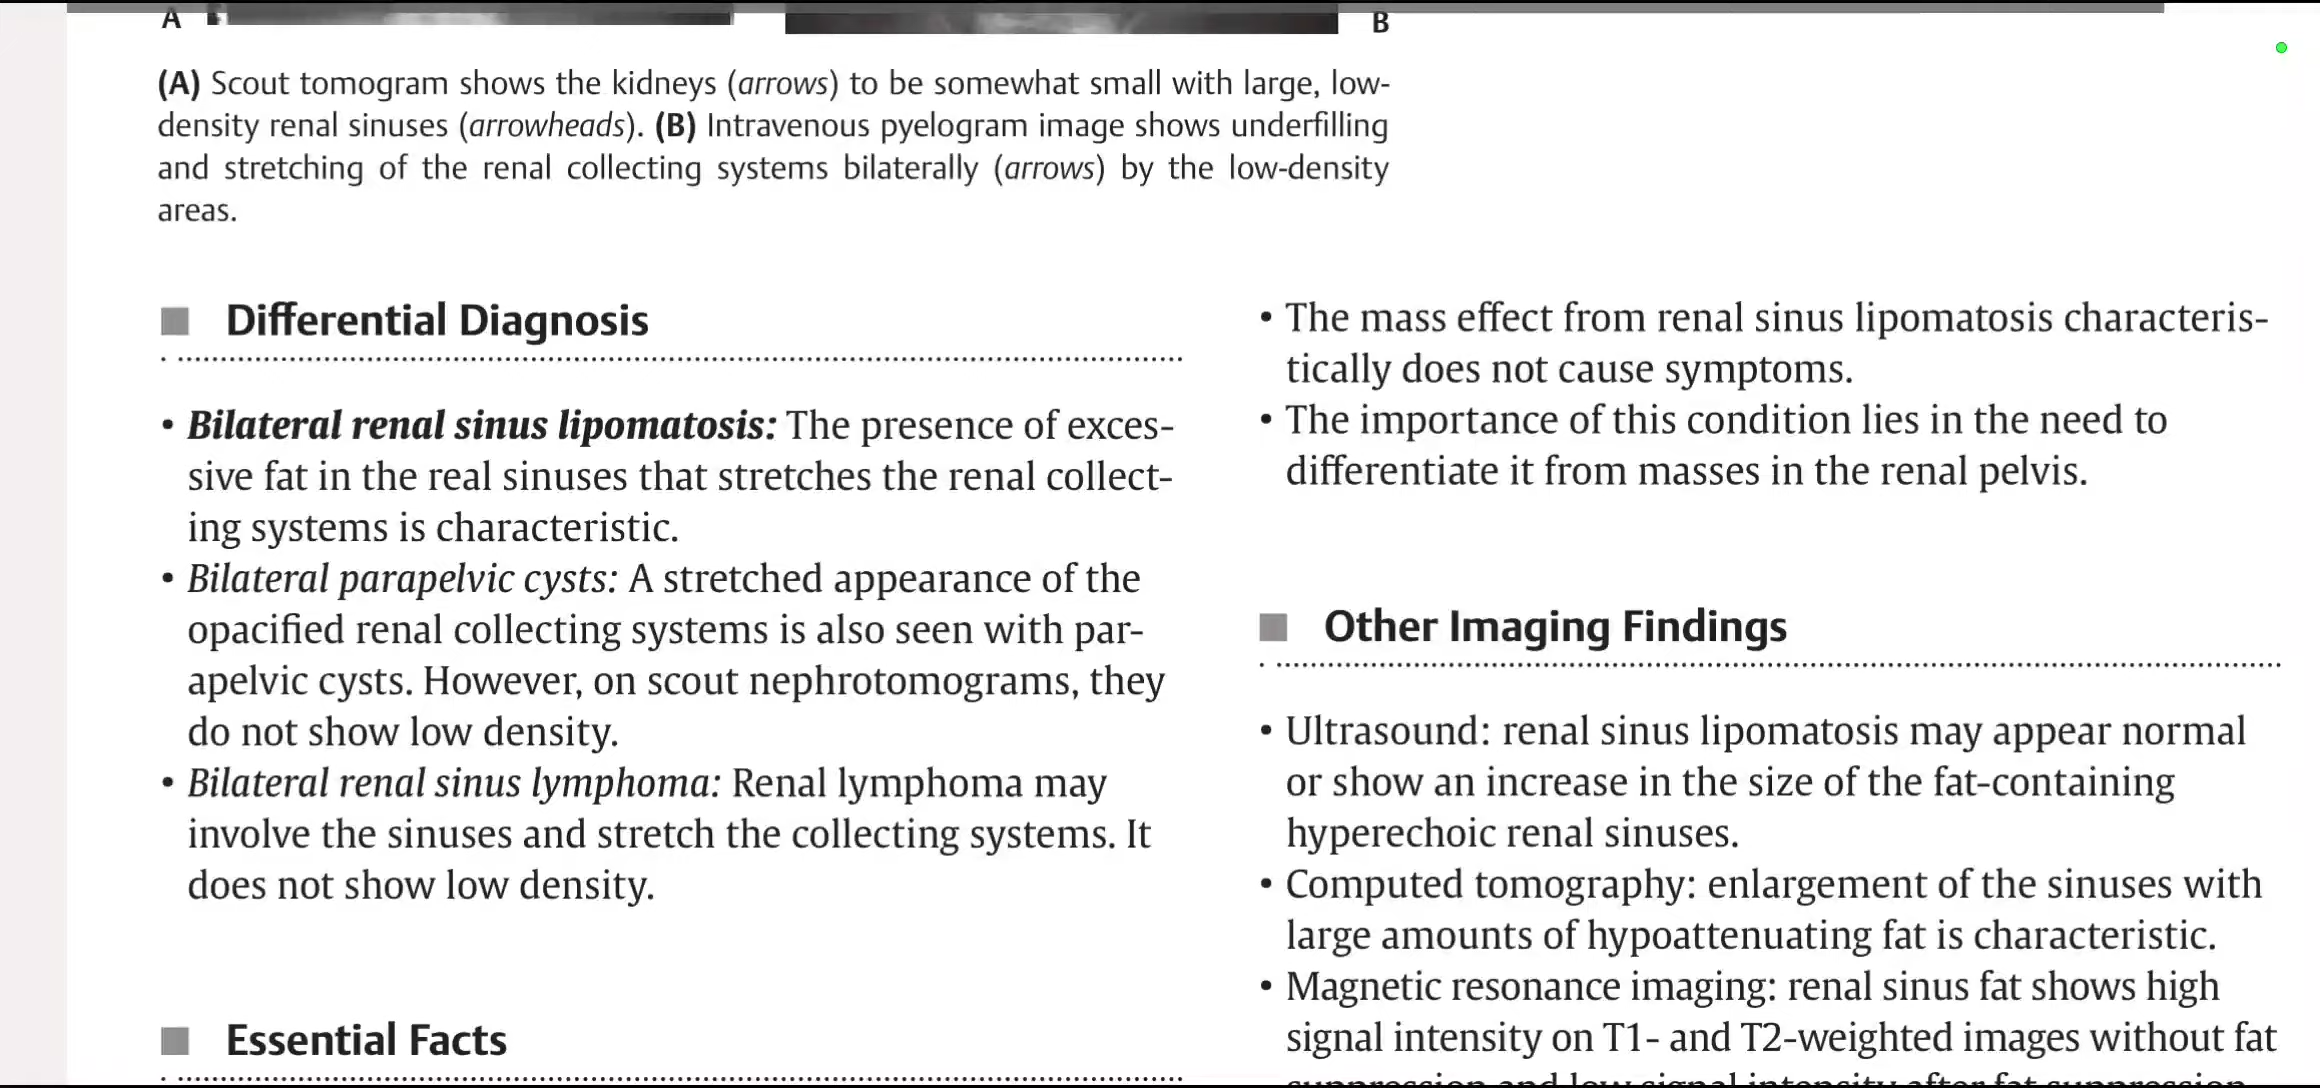 A
B
(A) Scout tomogram shows the kidneys (arrows) to be somewhat small with large, low-
density renal sinuses (arrowheads). (B) Intravenous pyelogram image shows underfilling
and stretching of the renal collecting systems bilaterally (arrows) by the low-density
areas.
Differential Diagnosis
• Bilateral renal sinus lipomatosis: The presence of exces-
sive fat in the real sinuses that stretches the renal collect-
ing systems is characteristic.
• Bilateral parapelvic cysts: A stretched appearance of the
opacified renal collecting systems is also seen with par-
apelvic cysts. However, on scout nephrotomograms, they
do not show low density.
• Bilateral renal sinus lymphoma: Renal lymphoma may
involve the sinuses and stretch the collecting systems. It
does not show low density.
Essential Facts
• The mass effect from renal sinus lipomatosis characteris-
tically does not cause symptoms.
• The importance of this condition lies in the need to
differentiate it from masses in the renal pelvis.
Other Imaging Findings
• Ultrasound: renal sinus lipomatosis may appear normal
or show an increase in the size of the fat-containing
hyperechoic renal sinuses.
• Computed tomography: enlargement of the sinuses with
large amounts of hypoattenuating fat is characteristic.
• Magnetic resonance imaging: renal sinus fat shows high
signal intensity on T1- and T2-weighted images without fat
suppression and low signal intensity after fat suppression